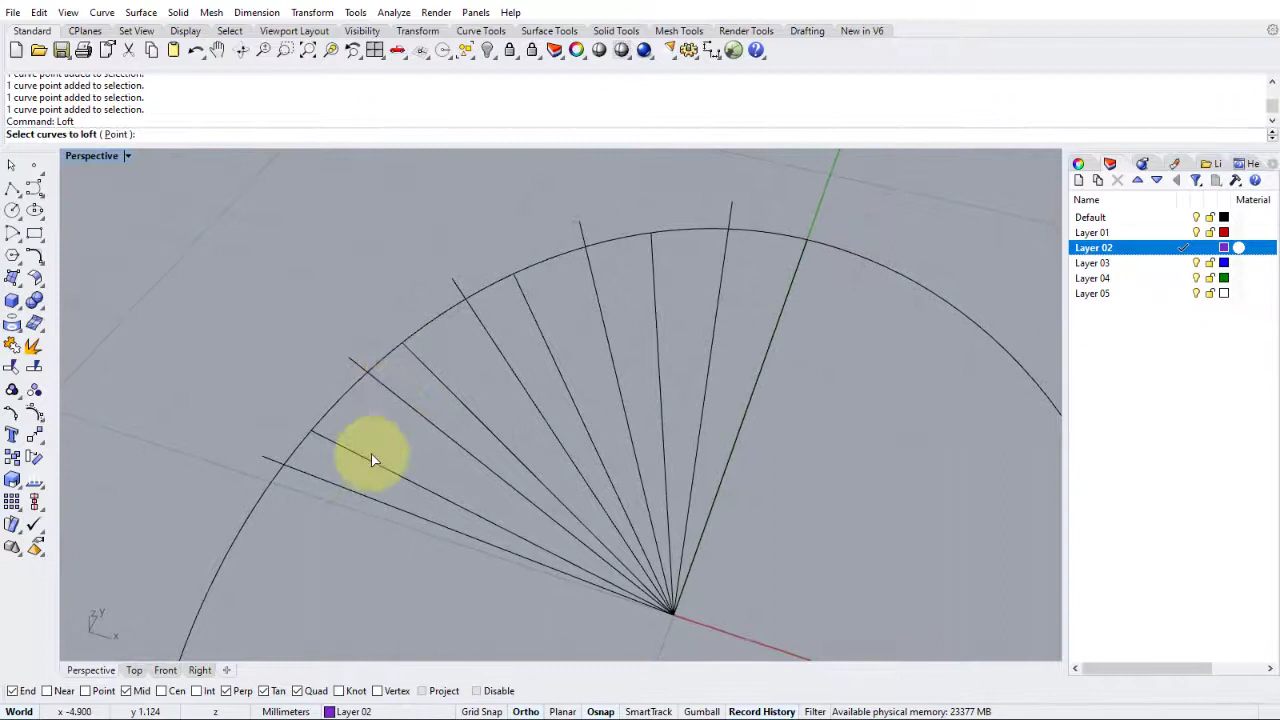 File Edit View Curve Surface Solid Mesh Dimension Transform Tools Analyze Render Panels Help
Standard CPlanes Set View Display Select Viewport Layout Visibility Transform Curve Tools Surface Tools Solid Tools Mesh Tools Render Tools Drafting New in V6
1 curve point added to selection.
1 curve point added to selection.
1 curve point added to selection.
1 curve point added to selection.
Command: Loft
Select curves to loft ( Point ):
Perspective
Li He
Name Material
Default
Layer 01
Layer 02
Layer 03
Layer 04
Layer 05
z y
x
Perspective Top Front Right
End Near Point Mid Cen Int Perp Tan Quad Knot Vertex Project Disable
World x -4.900 y 1.124 z Millimeters Layer 02 Grid Snap Ortho Planar Osnap SmartTrack Gumball Record History Filter Available physical memory: 23377 MB